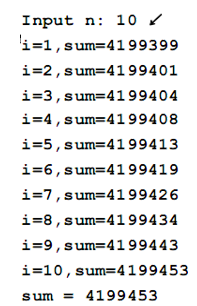 Input n: 10 ↙
i=1,sum=4199399
i=2,sum=4199401
i=3,sum=4199404
i=4,sum=4199408
i=5,sum=4199413
i=6,sum=4199419
i=7,sum=4199426
i=8,sum=4199434
i=9,sum=4199443
i=10,sum=4199453
sum = 4199453